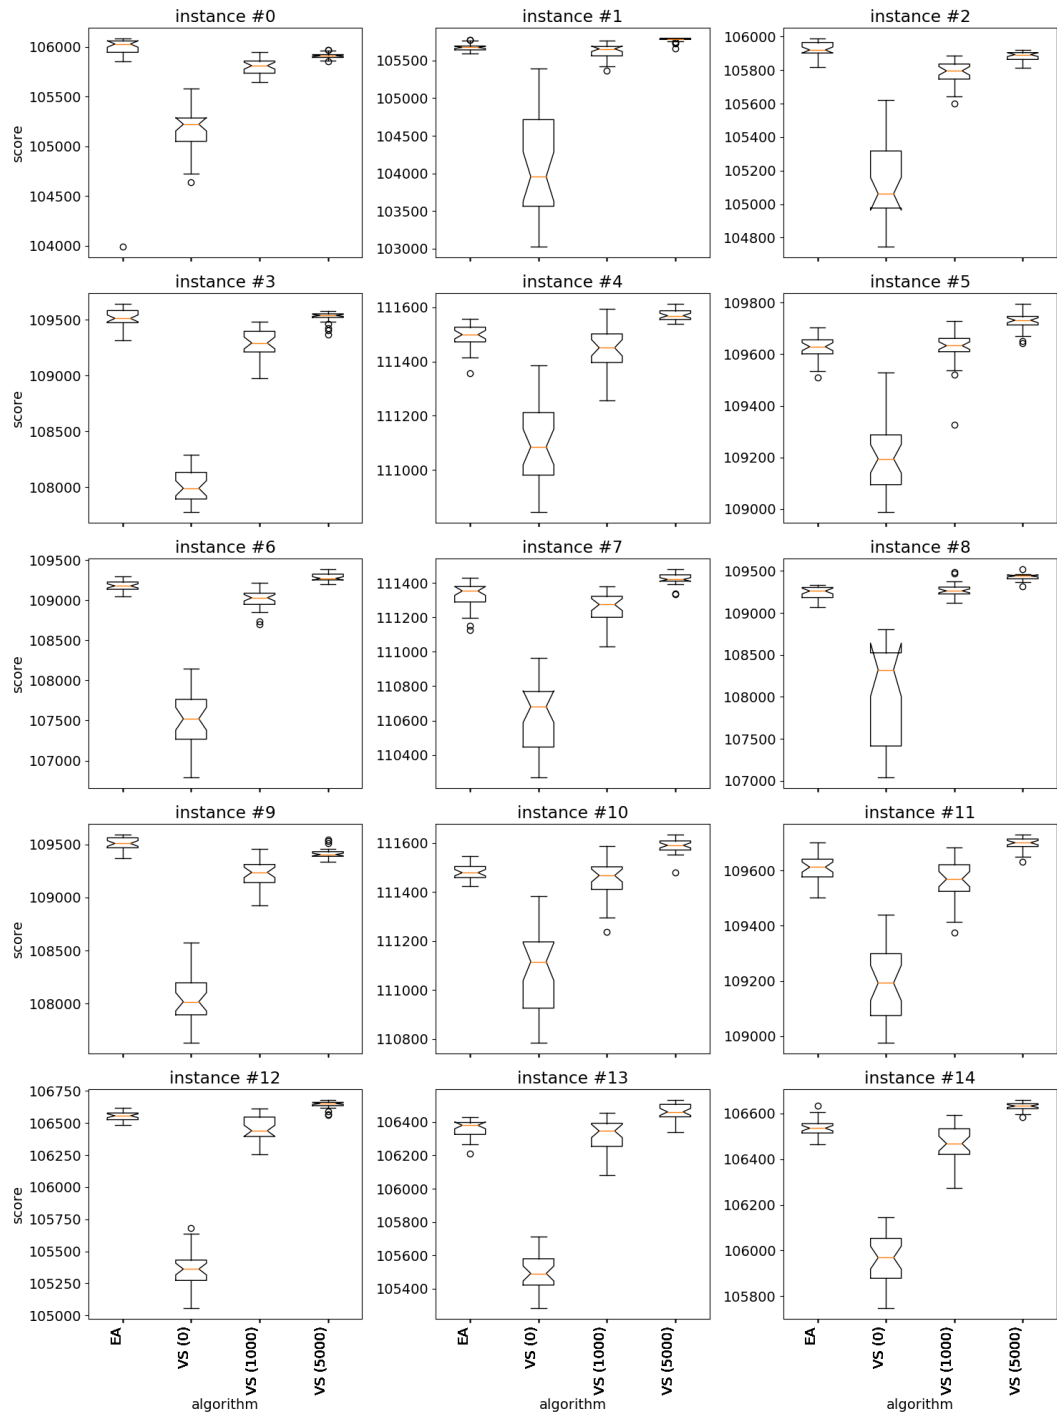 instance #0
106000
105500
105000
104500
104000
score
instance #1
105500
105000
104500
104000
103500
103000
instance #2
106000
105800
105600
105400
105200
105000
104800
instance #3
109500
109000
108500
108000
score
instance #4
111600
111400
111200
111000
instance #5
109800
109600
109400
109200
109000
instance #6
109500
109000
108500
108000
107500
107000
score
instance #7
111400
111200
111000
110800
110600
110400
instance #8
109500
109000
108500
108000
107500
107000
instance #9
109500
109000
108500
108000
score
instance #10
111600
111400
111200
111000
110800
instance #11
109600
109400
109200
109000
instance #12
106750
106500
106250
106000
105750
105500
105250
105000
score
EA
VS (0)
VS (1000)
VS (5000)
algorithm
instance #13
106400
106200
106000
105800
105600
105400
EA
VS (0)
VS (1000)
VS (5000)
algorithm
instance #14
106600
106400
106200
106000
105800
EA
VS (0)
VS (1000)
VS (5000)
algorithm